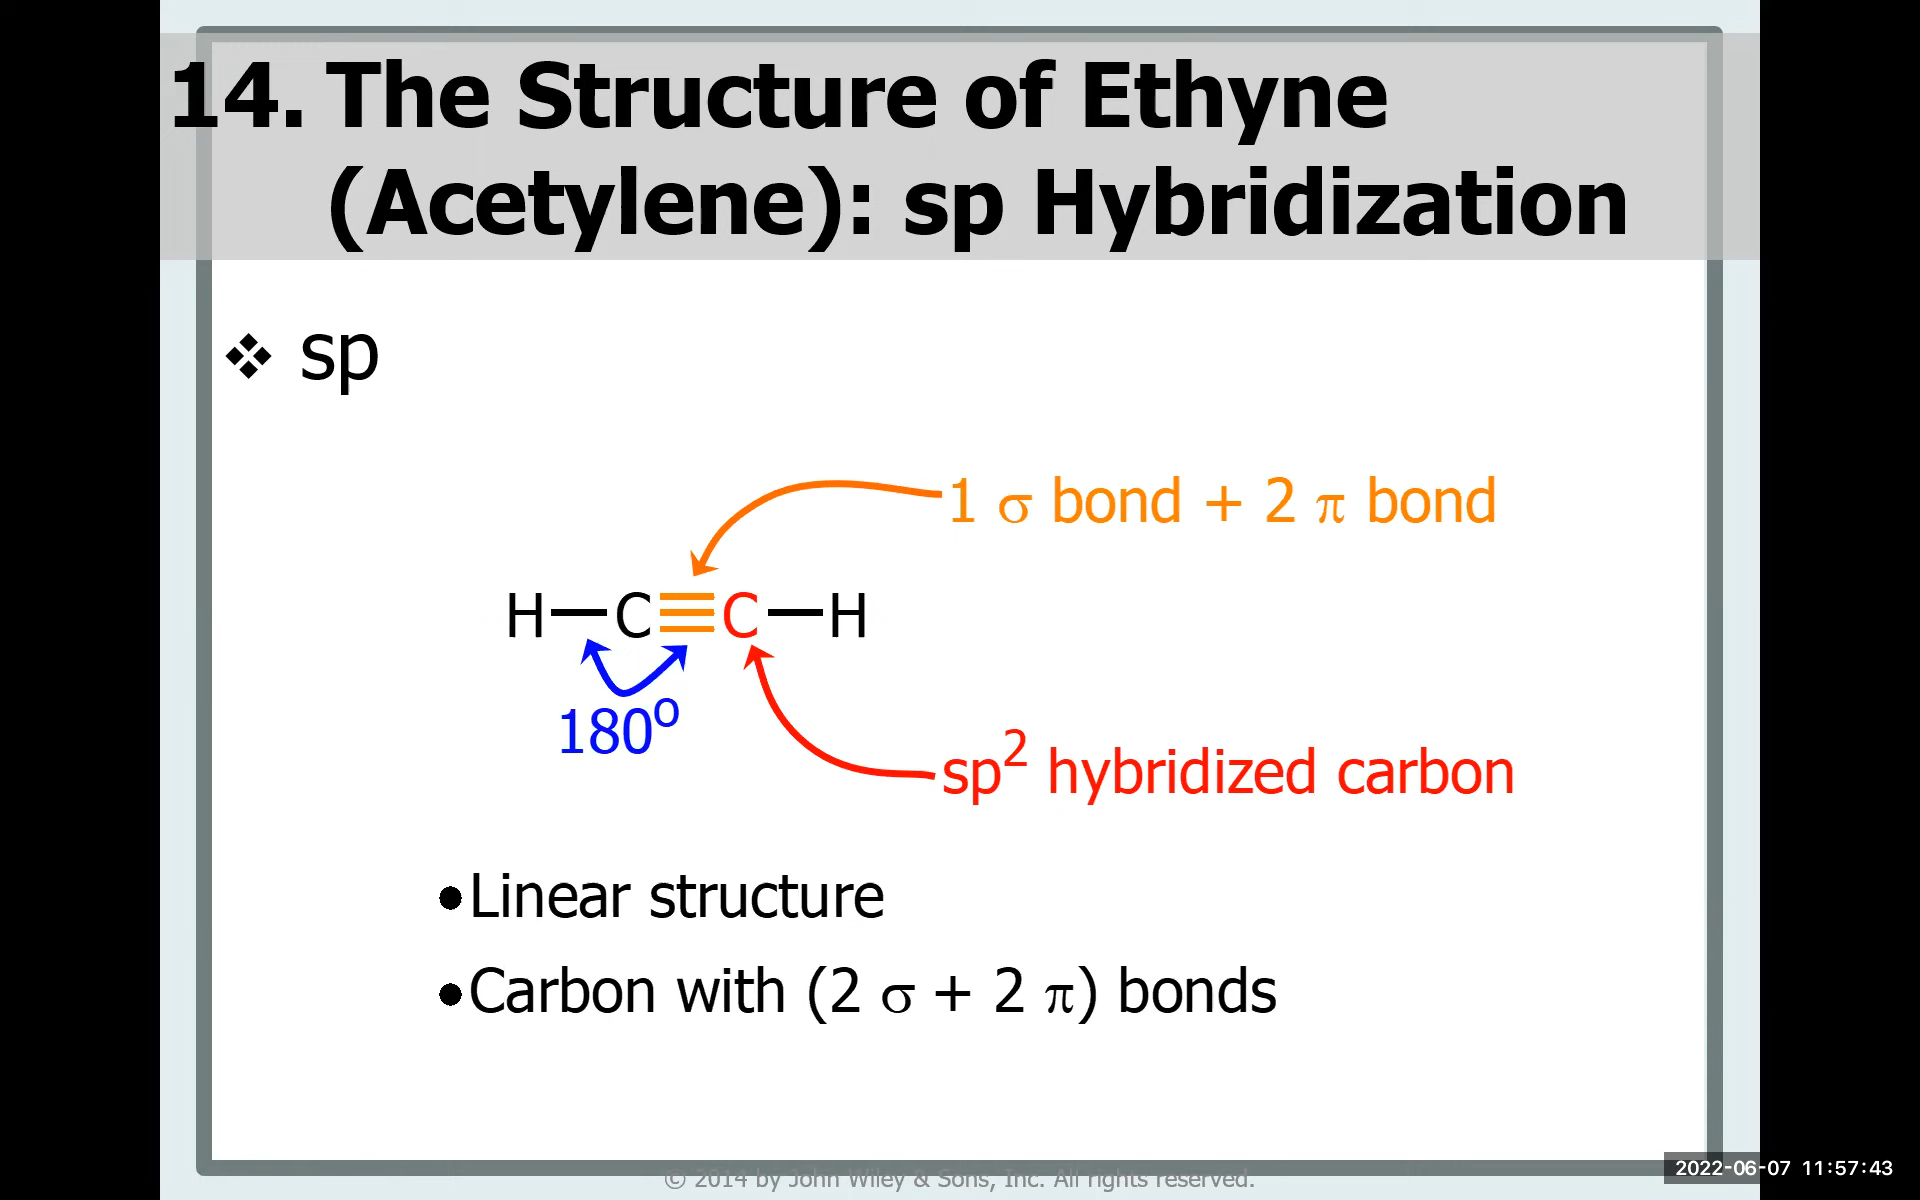 14. The Structure of Ethyne
(Acetylene): sp Hybridization
❖ sp
1 σ bond + 2 π bond
H—C≡C—H
180º
sp² hybridized carbon
•Linear structure
•Carbon with (2 σ + 2 π) bonds
© 2014 by John Wiley & Sons, Inc. All rights reserved.
2022-06-07 11:57:43